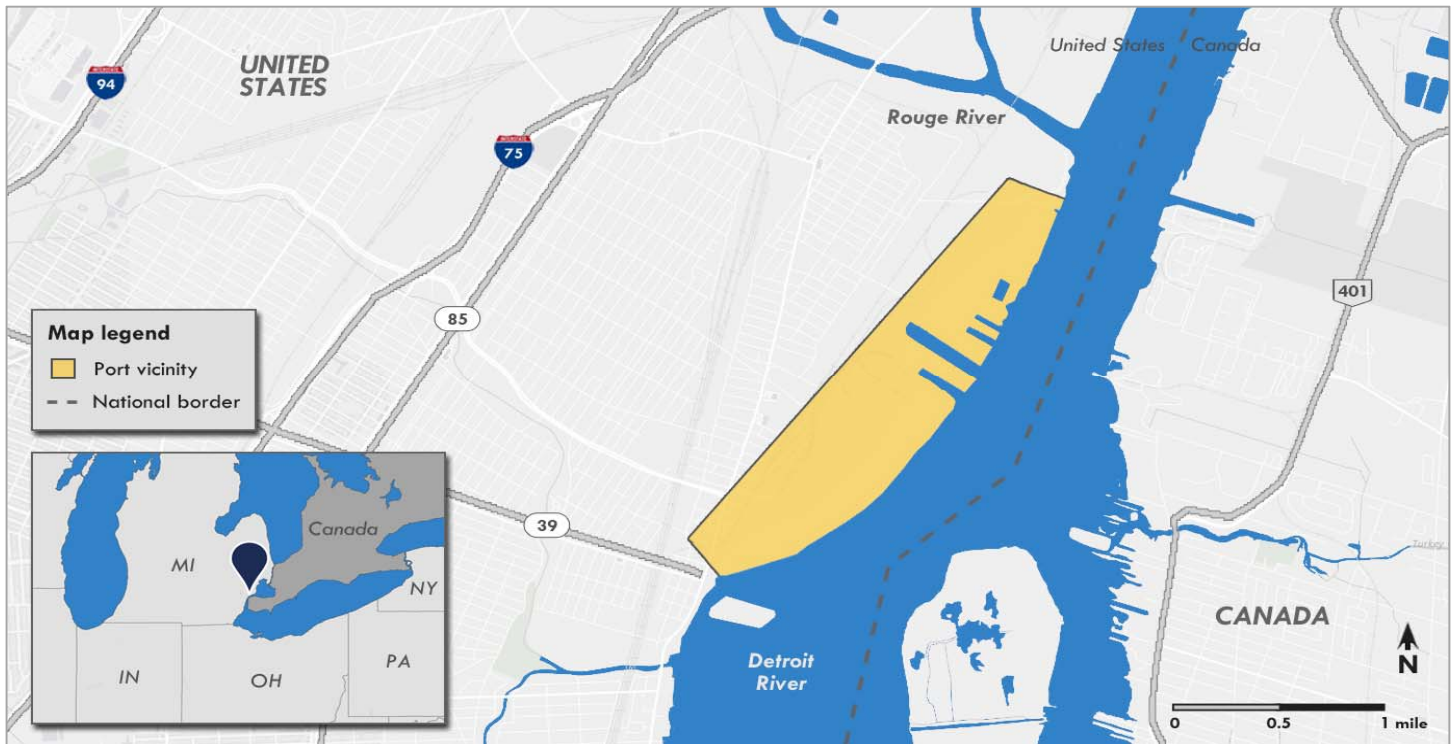 UNITED
STATES
94
75
United States
Canada
Rouge River
401
85
Map legend
Port vicinity
National border
39
Canada
MI
NY
PA
IN
OH
Detroit
River
Turkey
CANADA
N
0
0.5
1 mile